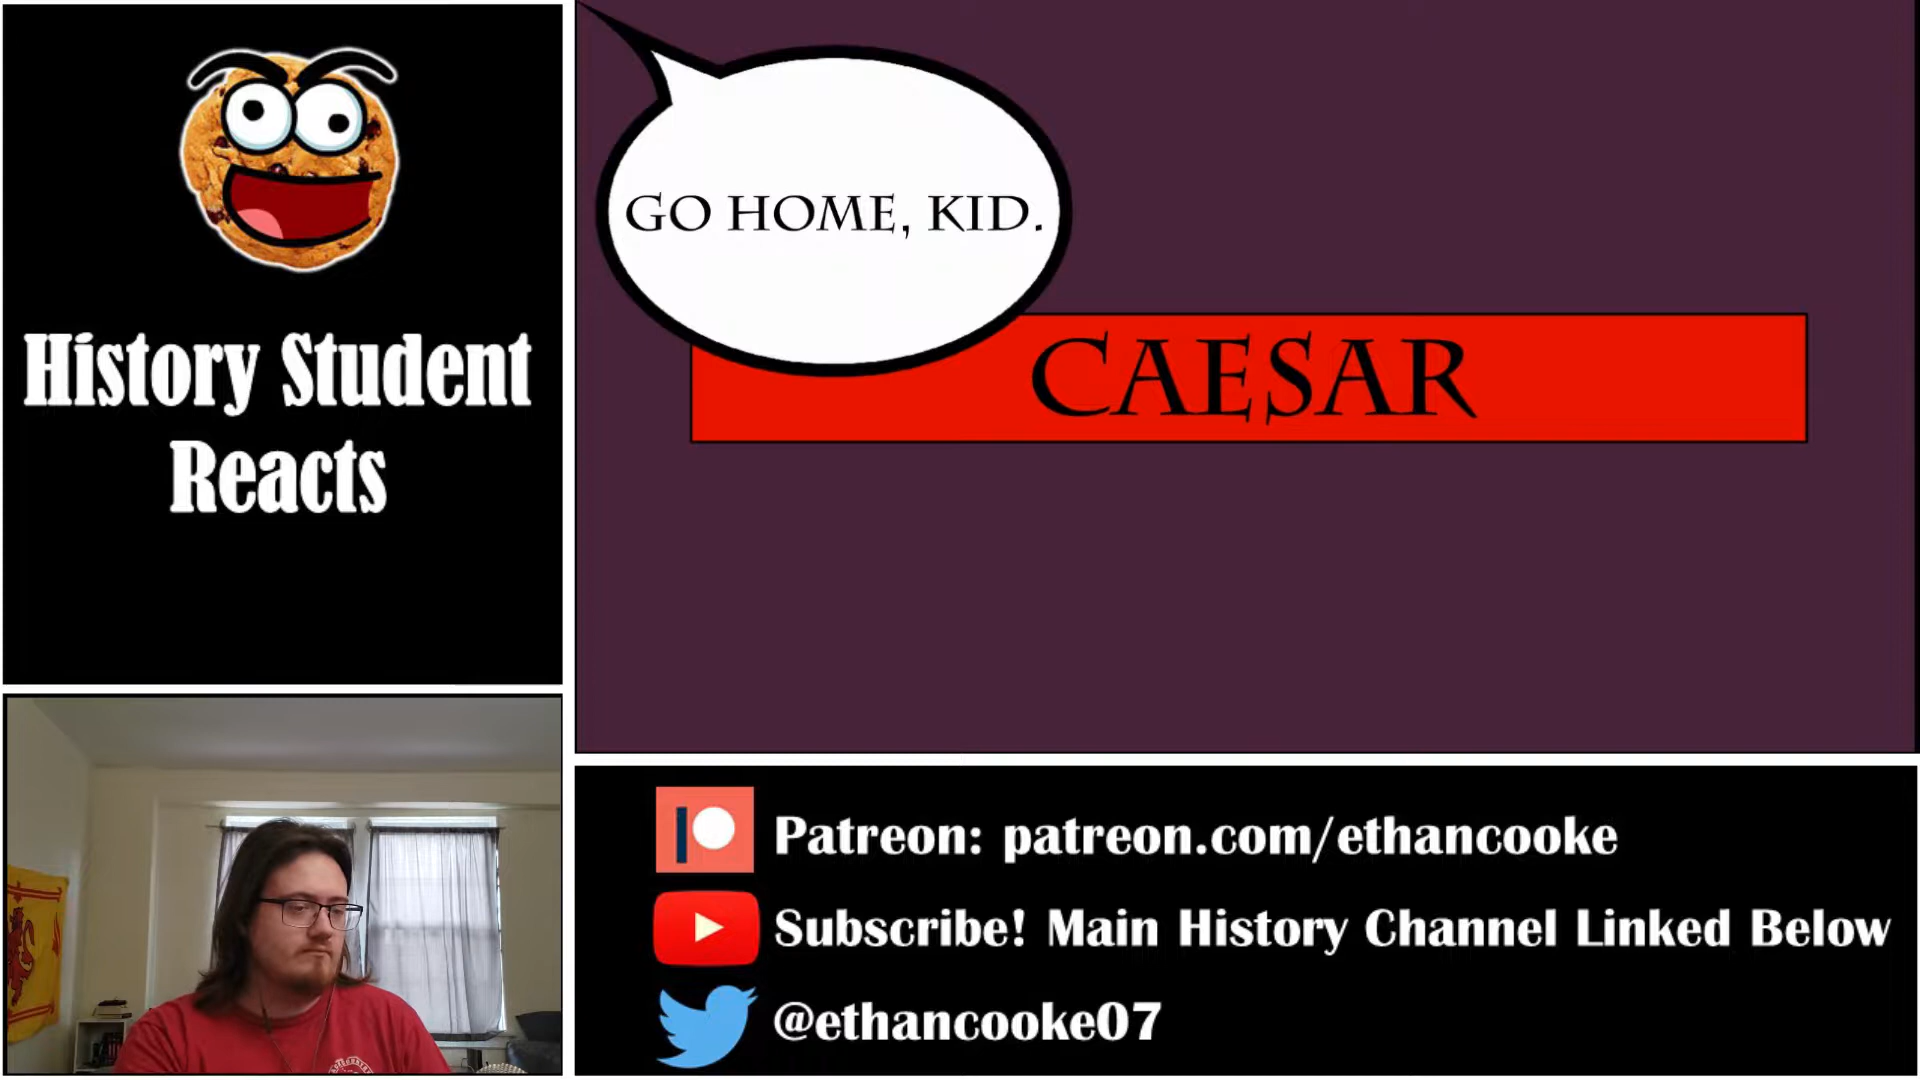 History Student
Reacts
GO HOME, KID.
CAESAR
Patreon: patreon.com/ethancooke
Subscribe! Main History Channel Linked Below
@ethancooke07